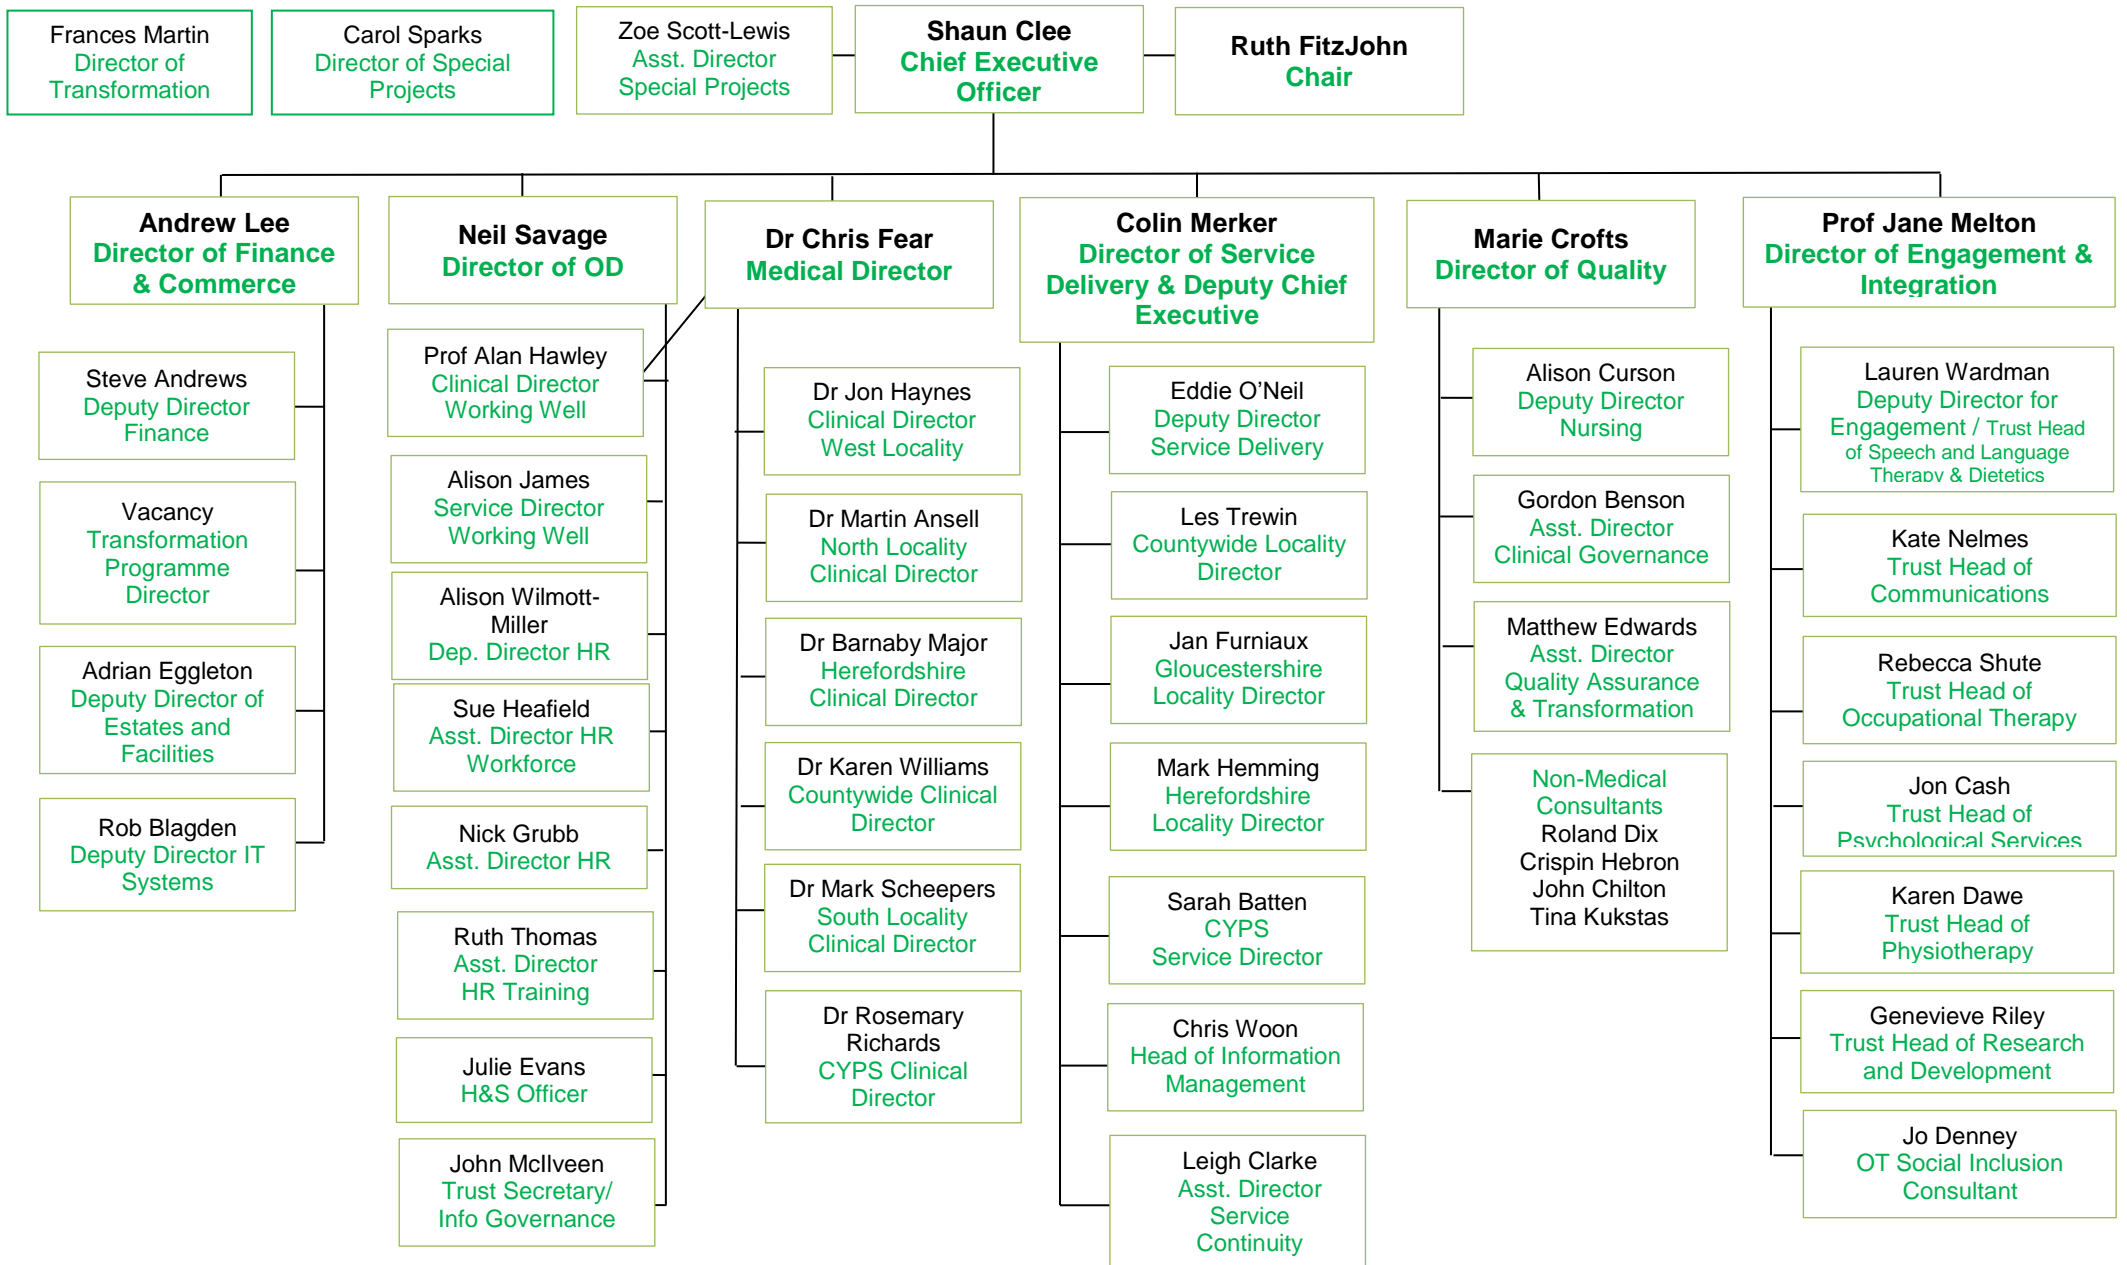 Frances Martin
Director of
Transformation
Carol Sparks
Director of Special
Projects
Zoe Scott-Lewis
Asst. Director
Special Projects
Shaun Clee
Chief Executive
Officer
Ruth FitzJohn
Chair
Andrew Lee
Director of Finance
& Commerce
Steve Andrews
Deputy Director
Finance
Vacancy
Transformation
Programme
Director
Adrian Eggleton
Deputy Director of
Estates and
Facilities
Rob Blagden
Deputy Director IT
Systems
Neil Savage
Director of OD
Prof Alan Hawley
Clinical Director
Working Well
Alison James
Service Director
Working Well
Alison Wilmott-
Miller
Dep. Director HR
Sue Heafield
Asst. Director HR
Workforce
Nick Grubb
Asst. Director HR
Ruth Thomas
Asst. Director
HR Training
Julie Evans
H&S Officer
John McIlveen
Trust Secretary/
Info Governance
Dr Chris Fear
Medical Director
Dr Jon Haynes
Clinical Director
West Locality
Dr Martin Ansell
North Locality
Clinical Director
Dr Barnaby Major
Herefordshire
Clinical Director
Dr Karen Williams
Countywide Clinical
Director
Dr Mark Scheepers
South Locality
Clinical Director
Dr Rosemary
Richards
CYPS Clinical
Director
Colin Merker
Director of Service
Delivery & Deputy Chief
Executive
Eddie O’Neil
Deputy Director
Service Delivery
Les Trewin
Countywide Locality
Director
Jan Furniaux
Gloucestershire
Locality Director
Mark Hemming
Herefordshire
Locality Director
Sarah Batten
CYPS
Service Director
Chris Woon
Head of Information
Management
Leigh Clarke
Asst. Director
Service
Continuity
Marie Crofts
Director of Quality
Alison Curson
Deputy Director
Nursing
Gordon Benson
Asst. Director
Clinical Governance
Matthew Edwards
Asst. Director
Quality Assurance
& Transformation
Non-Medical
Consultants
Roland Dix
Crispin Hebron
John Chilton
Tina Kukstas
Prof Jane Melton
Director of Engagement &
Integration
Lauren Wardman
Deputy Director for
Engagement / Trust Head
of Speech and Language
Therapy & Dietetics
Kate Nelmes
Trust Head of
Communications
Rebecca Shute
Trust Head of
Occupational Therapy
Jon Cash
Trust Head of
Psychological Services
Karen Dawe
Trust Head of
Physiotherapy
Genevieve Riley
Trust Head of Research
and Development
Jo Denney
OT Social Inclusion
Consultant